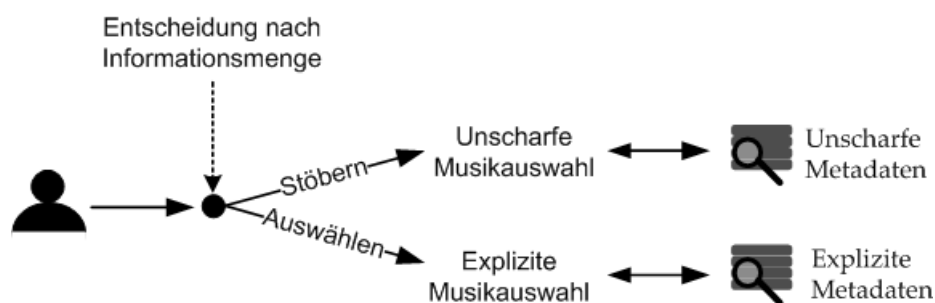 Entscheidung nach
Informationsmenge
Stöbern
Unscharfe
Musikauswahl
Unscharfe
Metadaten
Auswählen
Explizite
Musikauswahl
Explizite
Metadaten